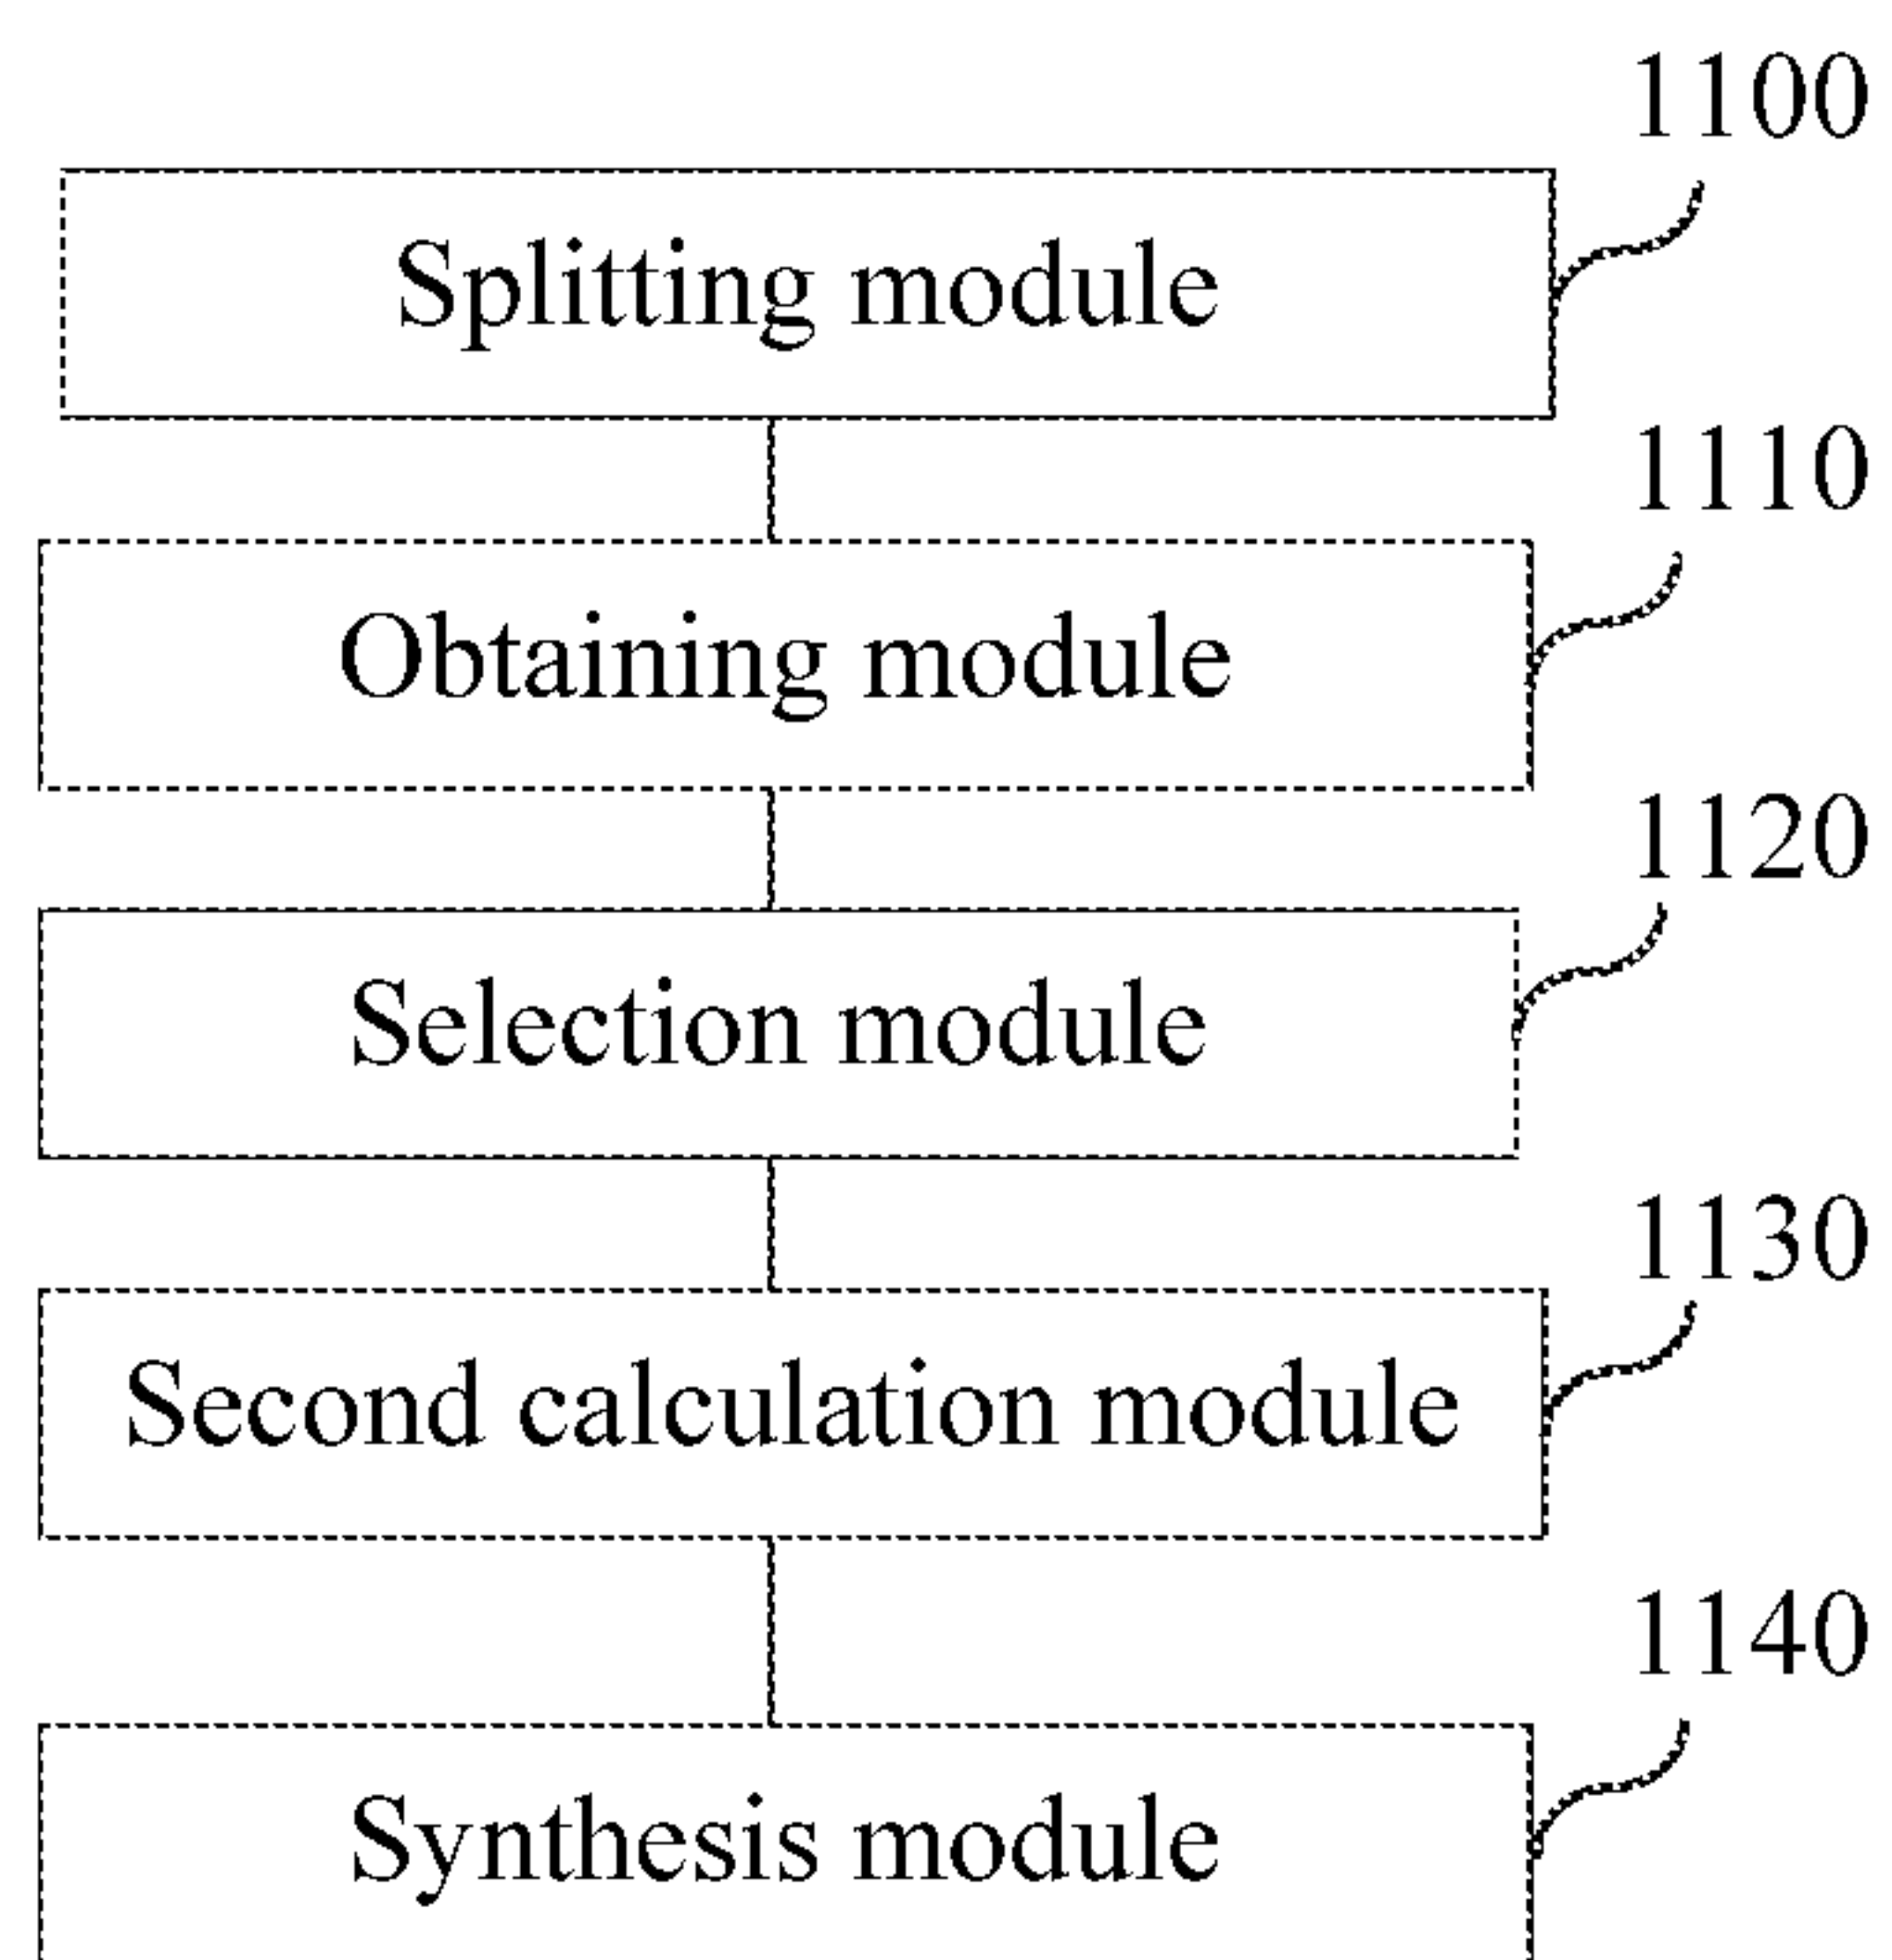 1100
Splitting module
1110
Obtaining module
1120
Selection module
1130
Second calculation module
1140
Synthesis module